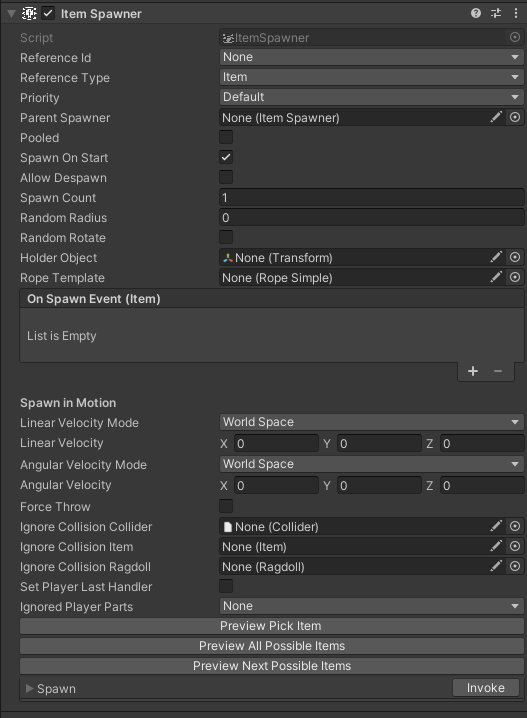 Item Spawner
Script ItemSpawner
Reference Id None
Reference Type Item
Priority Default
Parent Spawner None (Item Spawner)
Pooled
Spawn On Start
Allow Despawn
Spawn Count 1
Random Radius 0
Random Rotate
Holder Object None (Transform)
Rope Template None (Rope Simple)
On Spawn Event (Item)
List is Empty
+ −
Spawn in Motion
Linear Velocity Mode World Space
Linear Velocity X 0 Y 0 Z 0
Angular Velocity Mode World Space
Angular Velocity X 0 Y 0 Z 0
Force Throw
Ignore Collision Collider None (Collider)
Ignore Collision Item None (Item)
Ignore Collision Ragdoll None (Ragdoll)
Set Player Last Handler
Ignored Player Parts None
Preview Pick Item
Preview All Possible Items
Preview Next Possible Items
Spawn Invoke